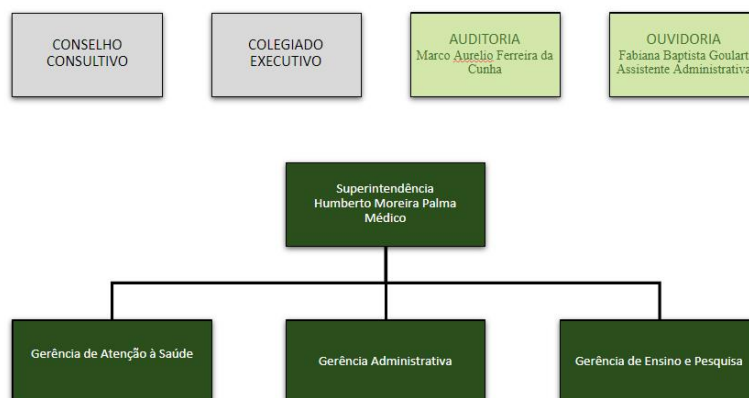 CONSELHO
CONSULTIVO
COLEGIADO
EXECUTIVO
AUDITORIA
Marco Aurelio Ferreira da
Cunha
OUVIDORIA
Fabiana Baptista Goulart
Assistente Administrativa
Superintendência
Humberto Moreira Palma
Médico
Gerência de Atenção à Saúde
Gerência Administrativa
Gerência de Ensino e Pesquisa